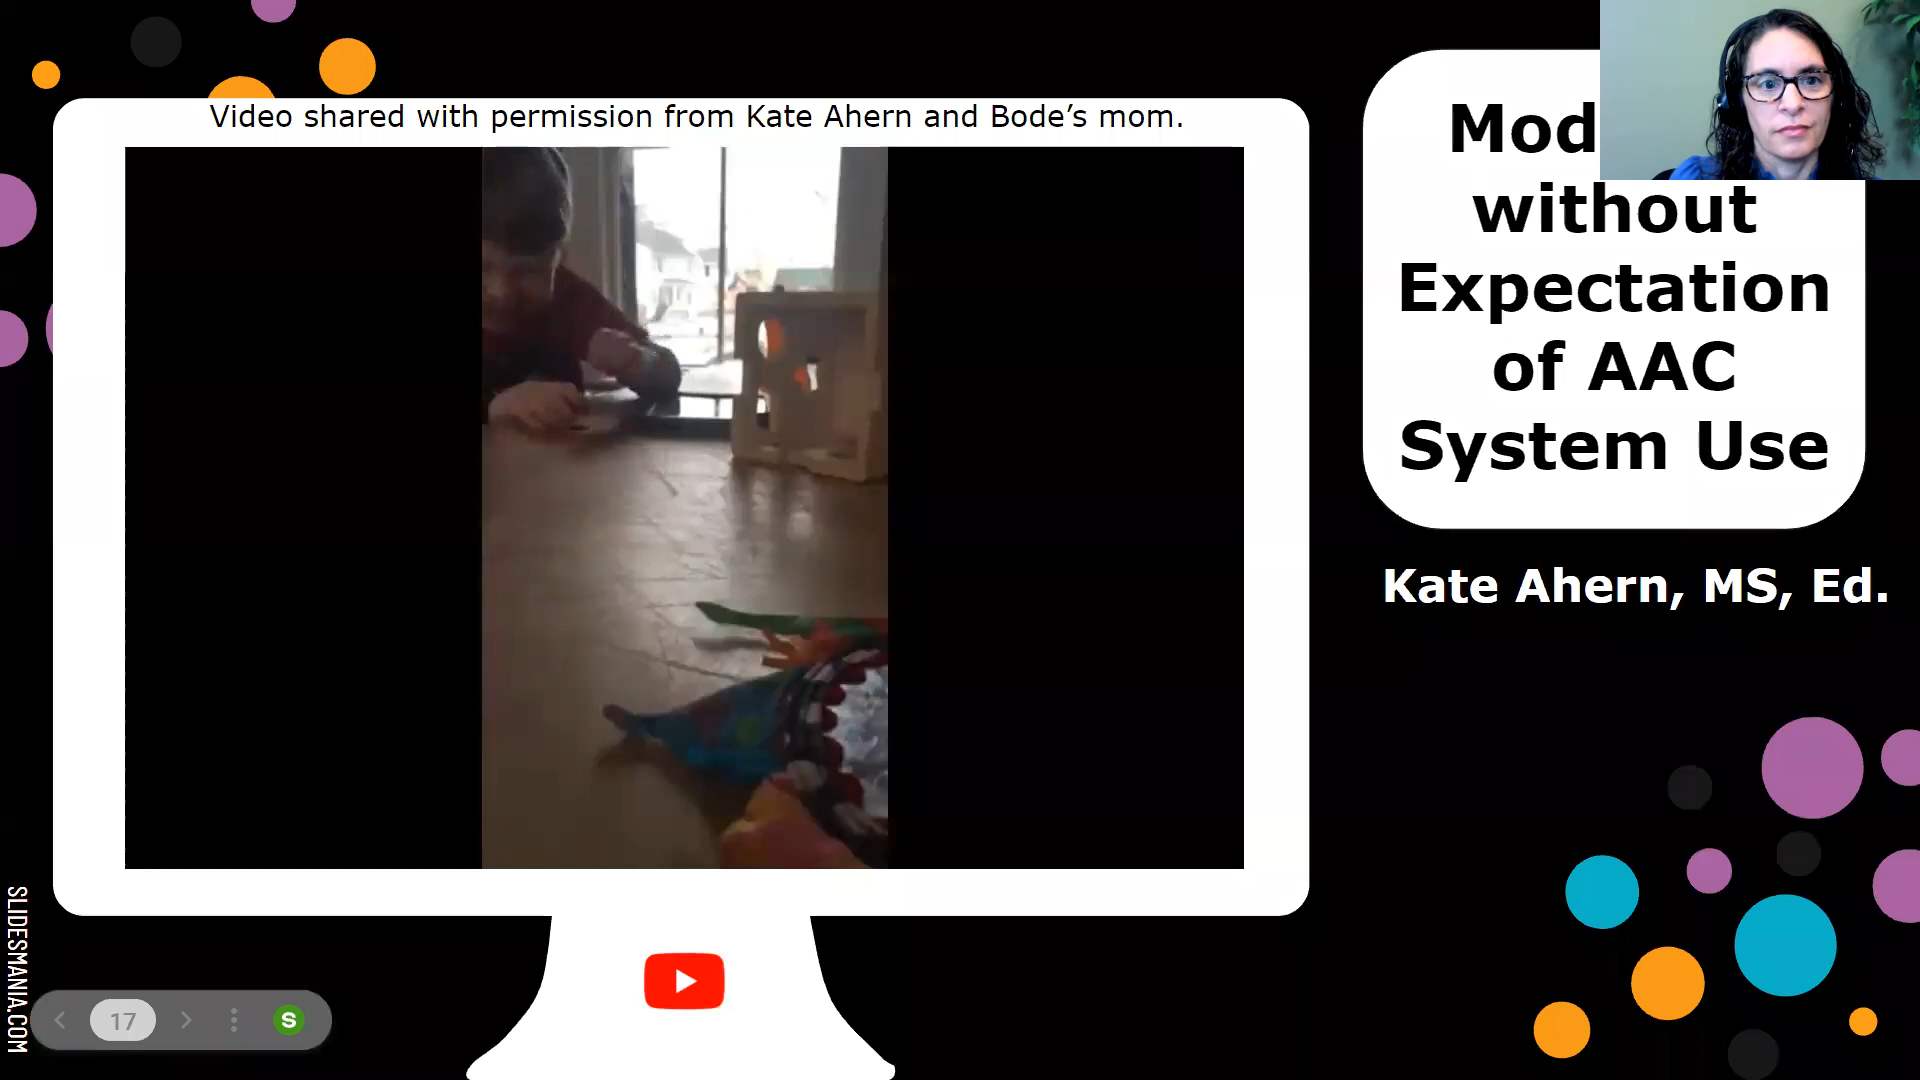 Video shared with permission from Kate Ahern and Bode’s mom.
Mod
without
Expectation
of AAC
System Use
Kate Ahern, MS, Ed.
SLIDESMANIA.COM
17
S